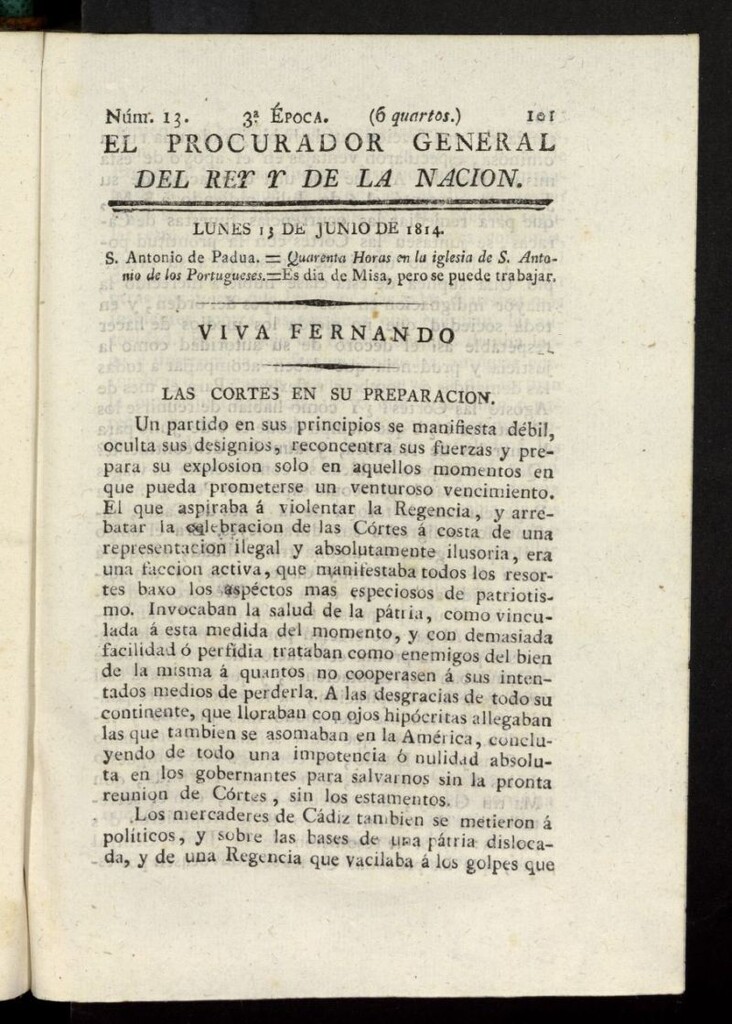 Núm. 13. 3ª ÉPOCA. (6 quartos.) 101
EL PROCURADOR GENERAL
DEL REY Y DE LA NACION.
LUNES 13 DE JUNIO DE 1814.
S. Antonio de Padua. = Quarenta Horas en la iglesia de S. Anto-
nio de los Portugueses.=Es dia de Misa, pero se puede trabajar.
VIVA FERNANDO
LAS CORTES EN SU PREPARACION.
Un partido en sus principios se manifiesta débil,
oculta sus designios, reconcentra sus fuerzas y pre-
para su explosion solo en aquellos momentos en
que pueda prometerse un venturoso vencimiento.
El que aspiraba á violentar la Regencia, y arre-
batar la celebracion de las Córtes á costa de una
representacion ilegal y absolutamente ilusoria, era
una faccion activa, que manifestaba todos los resor-
tes baxo los aspéctos mas especiosos de patriotis-
mo. Invocaban la salud de la pátria, como vincu-
lada á esta medida del momento, y con demasiada
facilidad ó perfidia trataban como enemigos del bien
de la misma á quantos no cooperasen á sus inten-
tados medios de perderla. A las desgracias de todo su
continente, que lloraban con ojos hipócritas allegaban
las que tambien se asomaban en la América, conclu-
yendo de todo una impotencia ó nulidad absolu-
ta en los gobernantes para salvarnos sin la pronta
reunion de Córtes, sin los estamentos.
Los mercaderes de Cádiz tambien se metieron á
políticos, y sobre las bases de una pátria disloca-
da, y de una Regencia que vacilaba á los golpes que